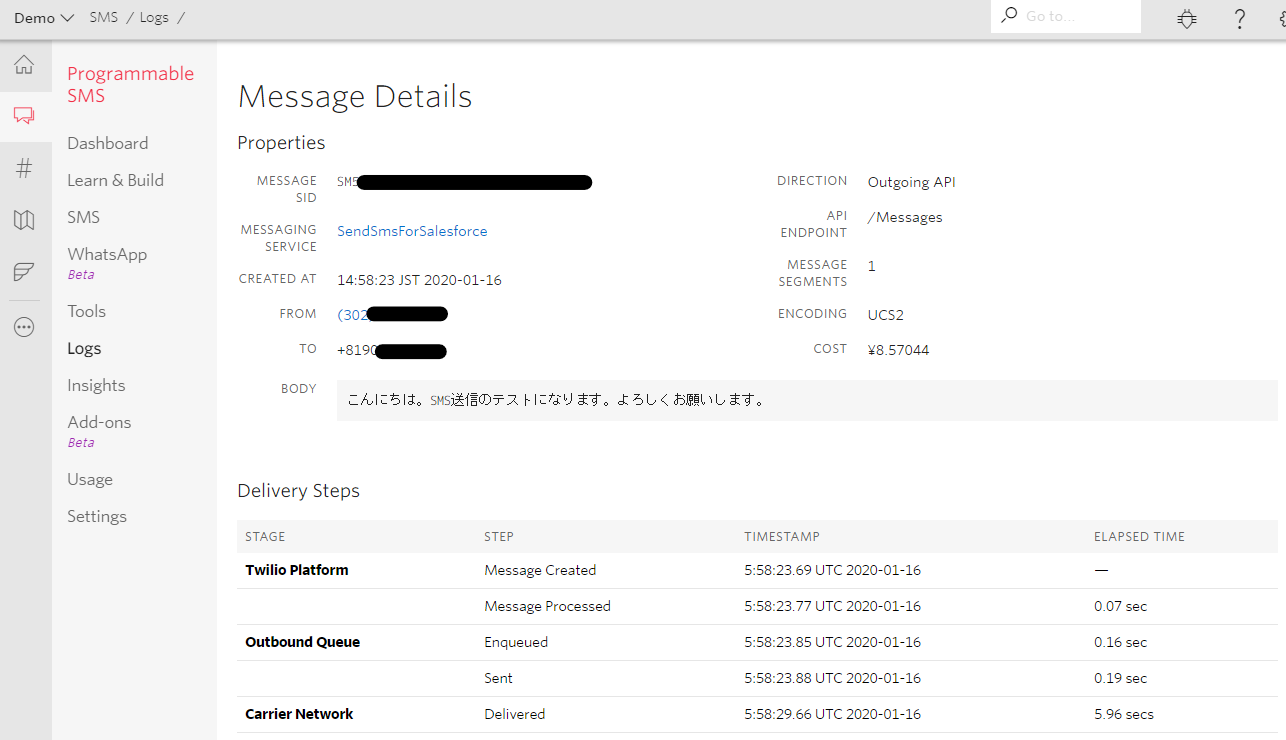 Demo SMS / Logs /
Go to...
?
Programmable
SMS
Dashboard
Learn & Build
SMS
WhatsApp
Beta
Tools
Logs
Insights
Add-ons
Beta
Usage
Settings
#
Message Details
Properties
MESSAGE SID SM5
MESSAGING SERVICE SendSmsForSalesforce
CREATED AT 14:58:23 JST 2020-01-16
FROM (302
TO +8190
BODY こんにちは。SMS送信のテストになります。よろしくお願いします。
DIRECTION Outgoing API
API ENDPOINT /Messages
MESSAGE SEGMENTS 1
ENCODING UCS2
COST ¥8.57044
Delivery Steps
STAGE STEP TIMESTAMP ELAPSED TIME
Twilio Platform Message Created 5:58:23.69 UTC 2020-01-16 —
Message Processed 5:58:23.77 UTC 2020-01-16 0.07 sec
Outbound Queue Enqueued 5:58:23.85 UTC 2020-01-16 0.16 sec
Sent 5:58:23.88 UTC 2020-01-16 0.19 sec
Carrier Network Delivered 5:58:29.66 UTC 2020-01-16 5.96 secs